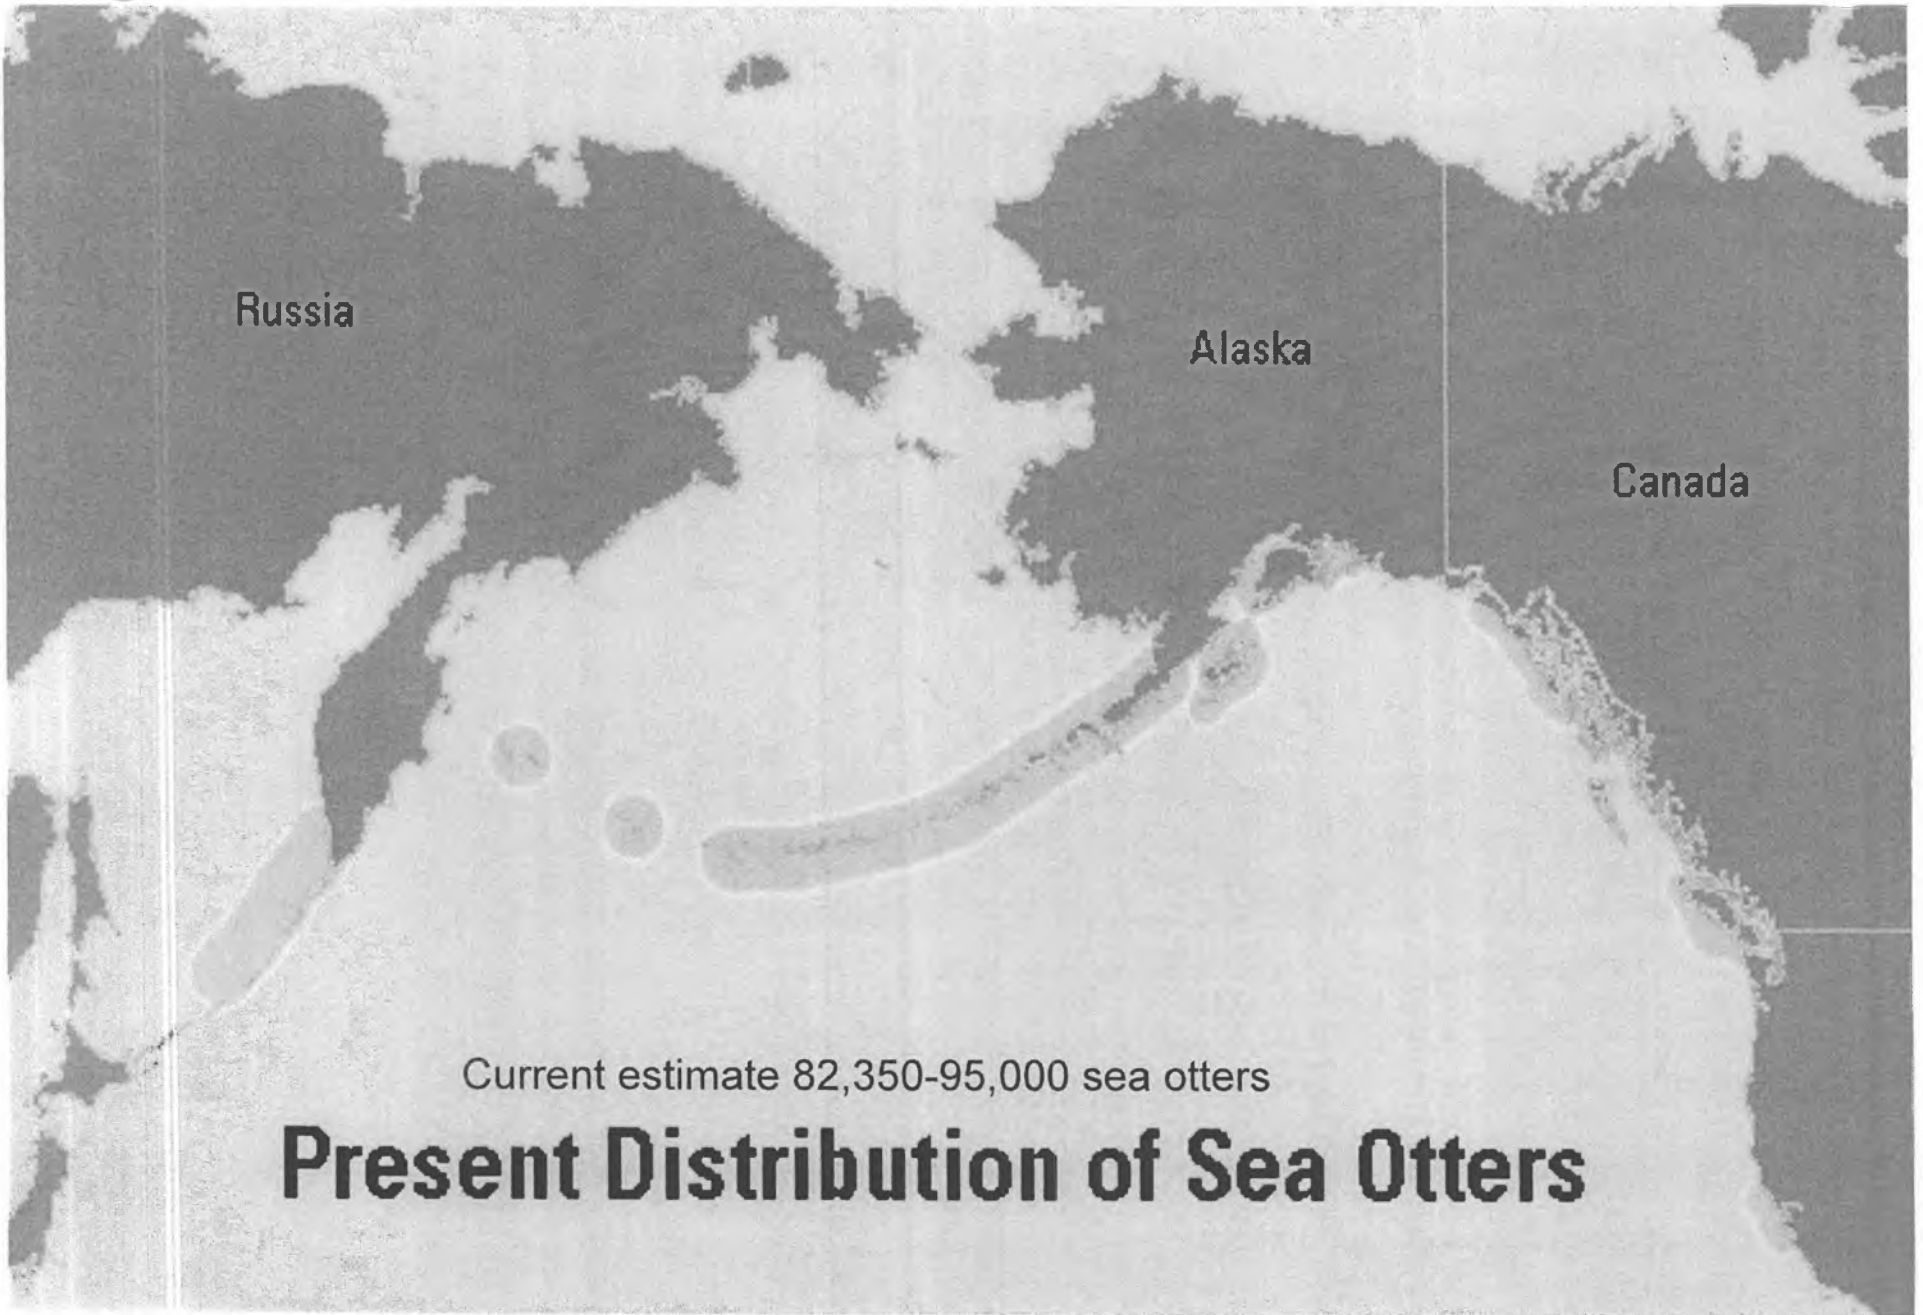 Russia
Alaska
Canada
Current estimate 82,350-95,000 sea otters
Present Distribution of Sea Otters